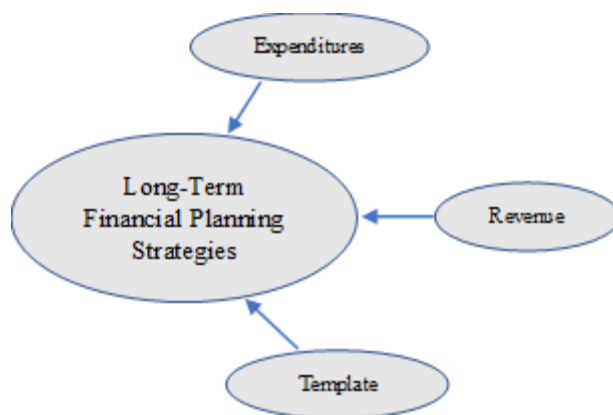 Expenditures
Long-Term
Financial Planning
Strategies
Revenue
Template